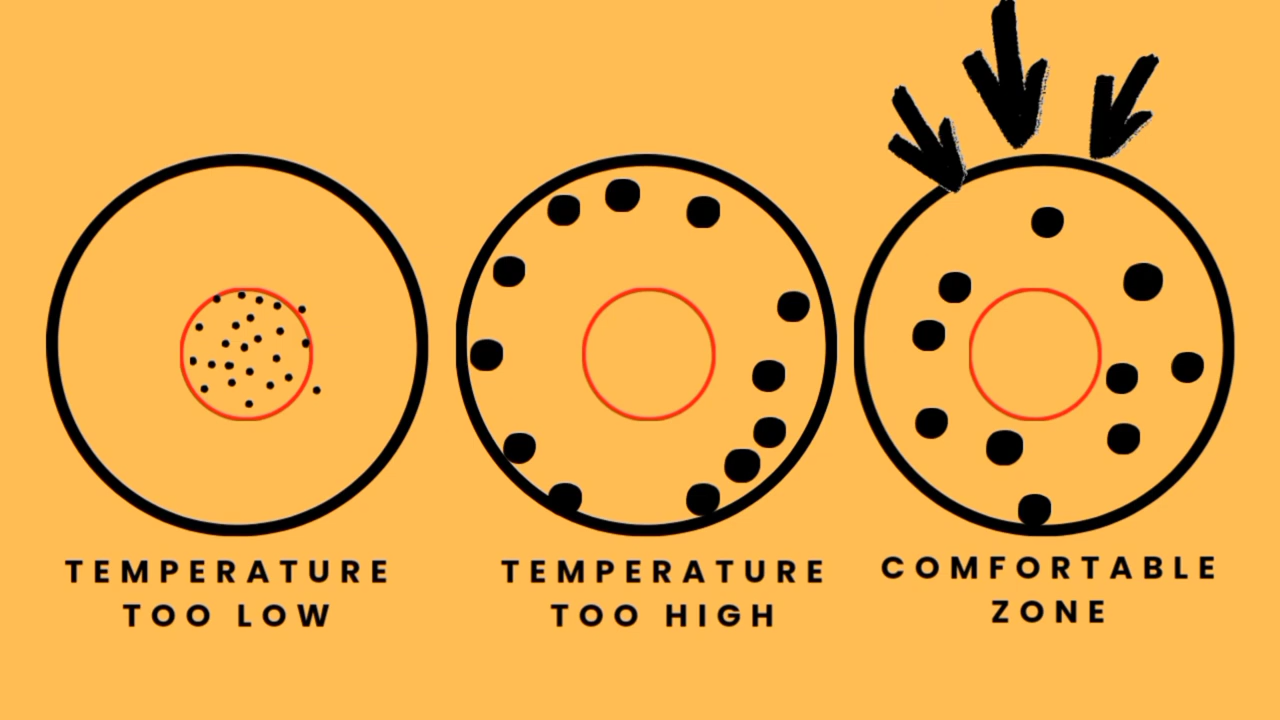 TEMPERATURE
TOO LOW
TEMPERATURE
TOO HIGH
COMFORTABLE
ZONE